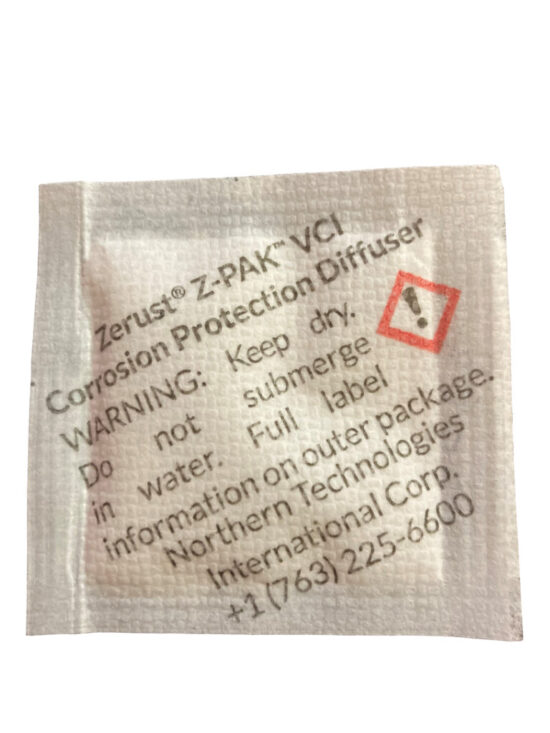 Zerust® Z-PAK™ VCI
Corrosion Protection Diffuser
WARNING: Keep dry.
Do not submerge
in water. Full label
information on outer package.
Northern Technologies
International Corp.
+1 (763) 225-6600